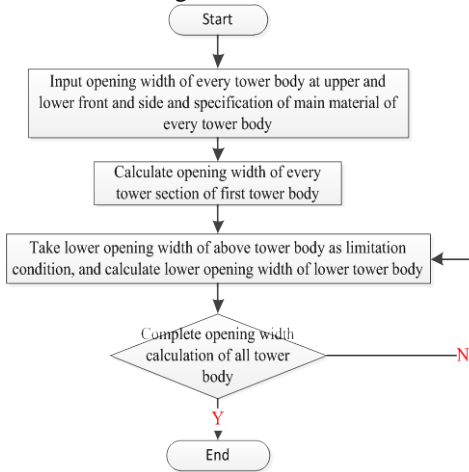 Start
Input opening width of every tower body at upper and
lower front and side and specification of main material of
every tower body
Calculate opening width of every
tower section of first tower body
Take lower opening width of above tower body as limitation
condition, and calculate lower opening width of lower tower body
Complete opening width
calculation of all tower
body
N
Y
End